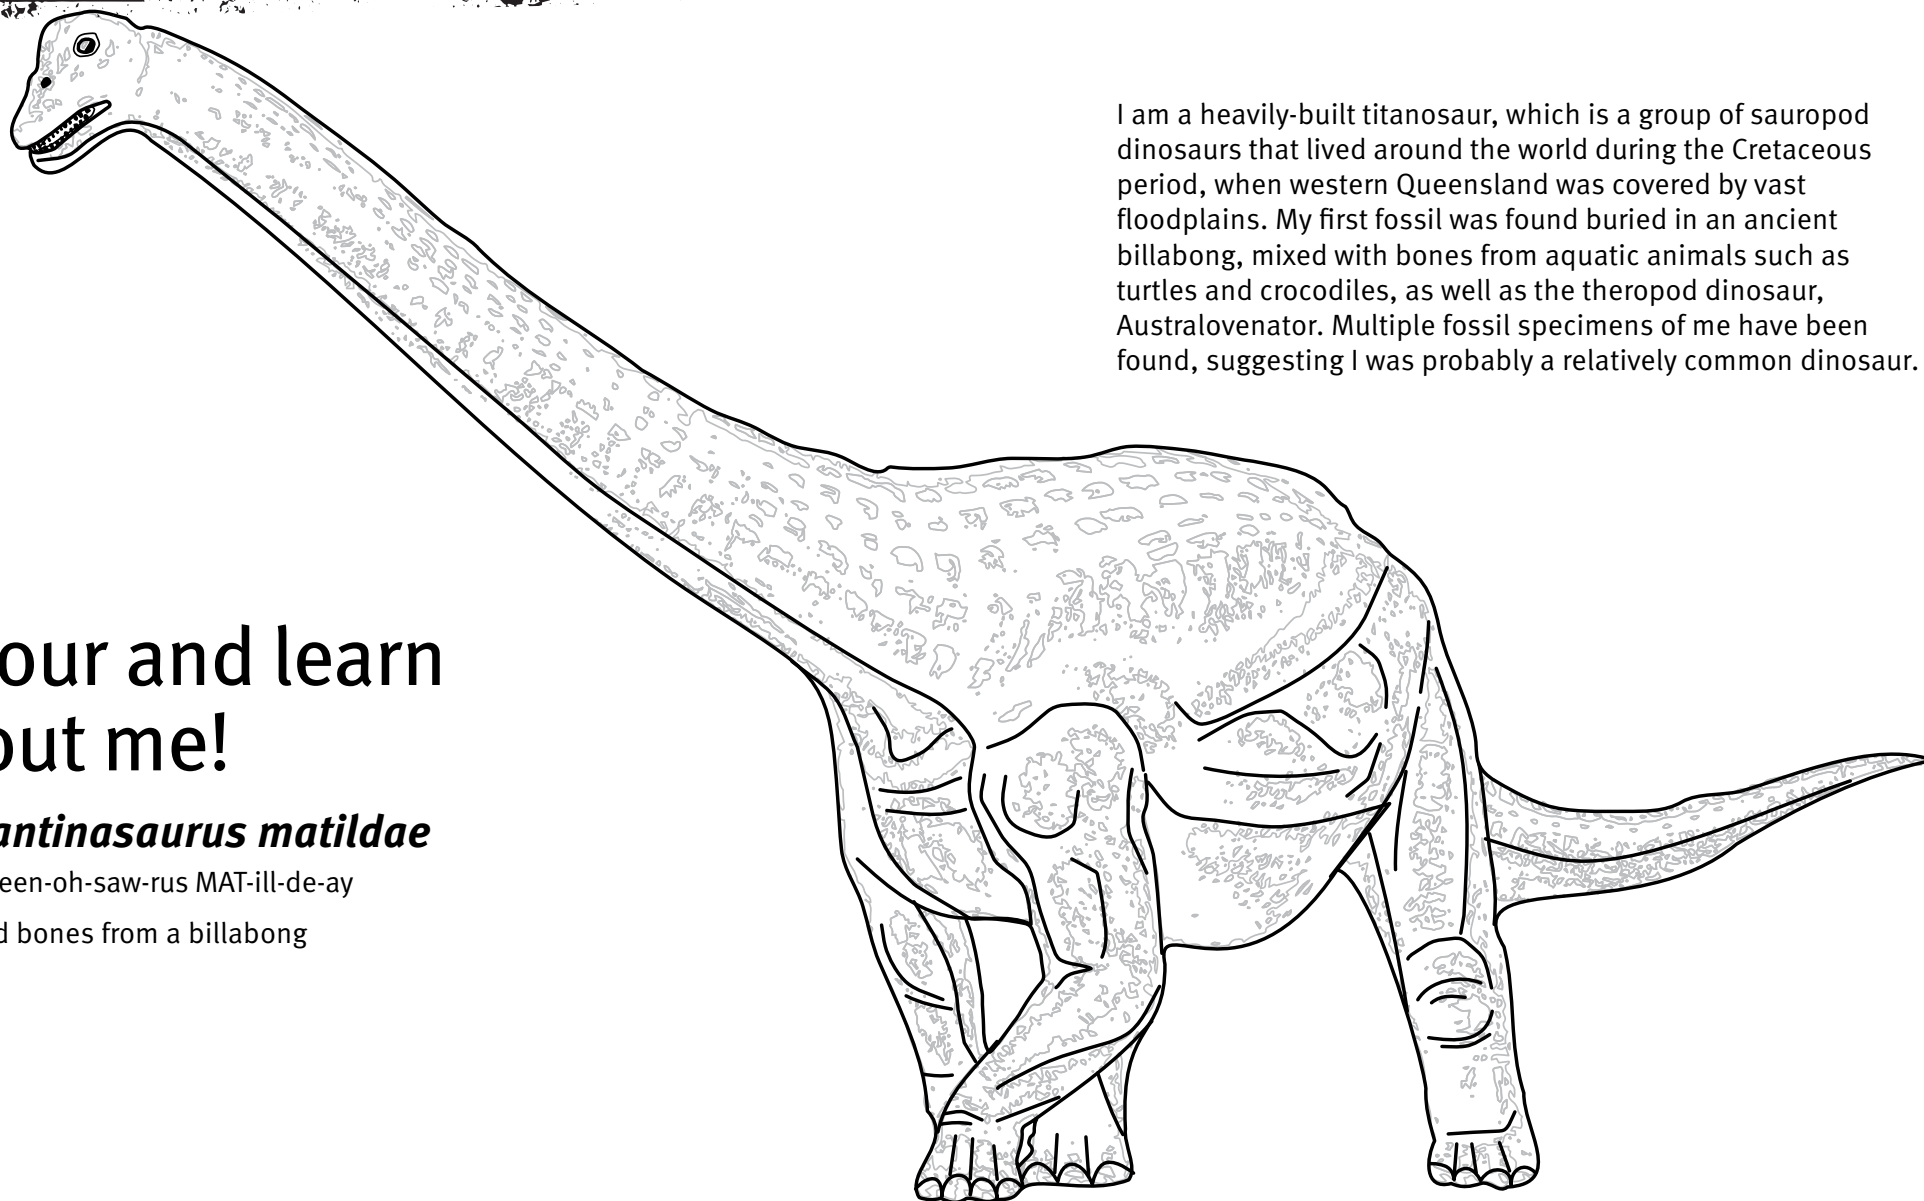 I am a heavily-built titanosaur, which is a group of sauropod
dinosaurs that lived around the world during the Cretaceous
period, when western Queensland was covered by vast
floodplains. My first fossil was found buried in an ancient
billabong, mixed with bones from aquatic animals such as
turtles and crocodiles, as well as the theropod dinosaur,
Australovenator. Multiple fossil specimens of me have been
found, suggesting I was probably a relatively common dinosaur.
our and learn
out me!
antinasaurus matildae
een-oh-saw-rus MAT-ill-de-ay
d bones from a billabong